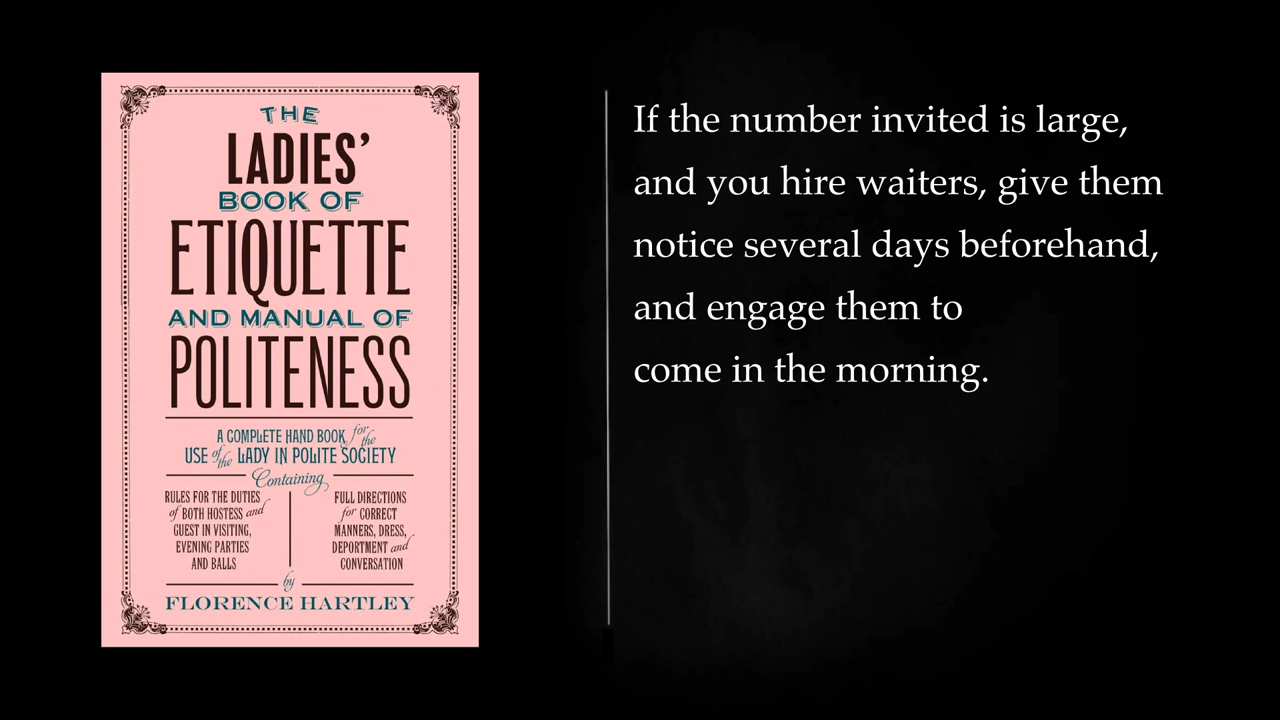 THE
LADIES'
BOOK OF
ETIQUETTE
AND MANUAL OF
POLITENESS
A COMPLETE HAND BOOK for the
USE of the LADY IN POLITE SOCIETY
Containing
RULES FOR THE DUTIES
of BOTH HOSTESS and
GUEST IN VISITING,
EVENING PARTIES
AND BALLS
FULL DIRECTIONS
for CORRECT
MANNERS, DRESS,
DEPORTMENT and
CONVERSATION
by
FLORENCE HARTLEY
If the number invited is large,
and you hire waiters, give them
notice several days beforehand,
and engage them to
come in the morning.